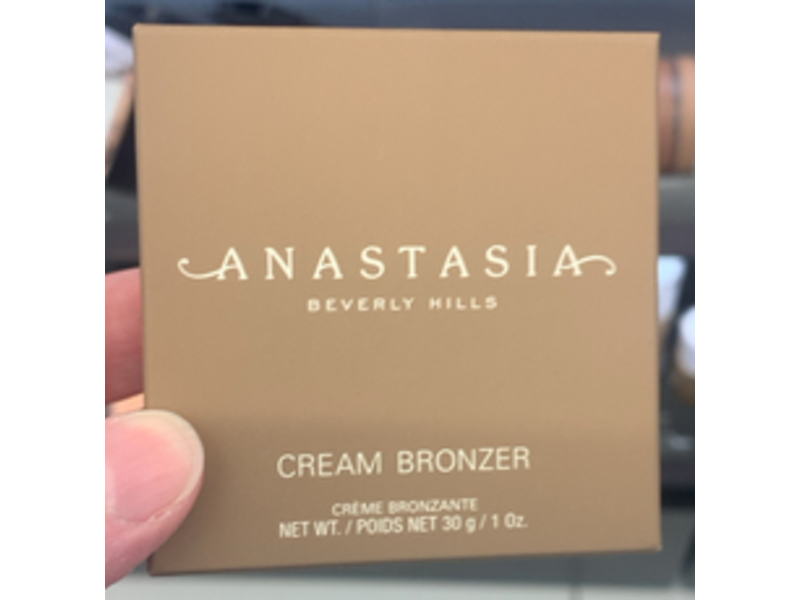 ANASTASIA
BEVERLY HILLS
CREAM BRONZER
CRÈME BRONZANTE
NET WT. / POIDS NET 30 g / 1 Oz.